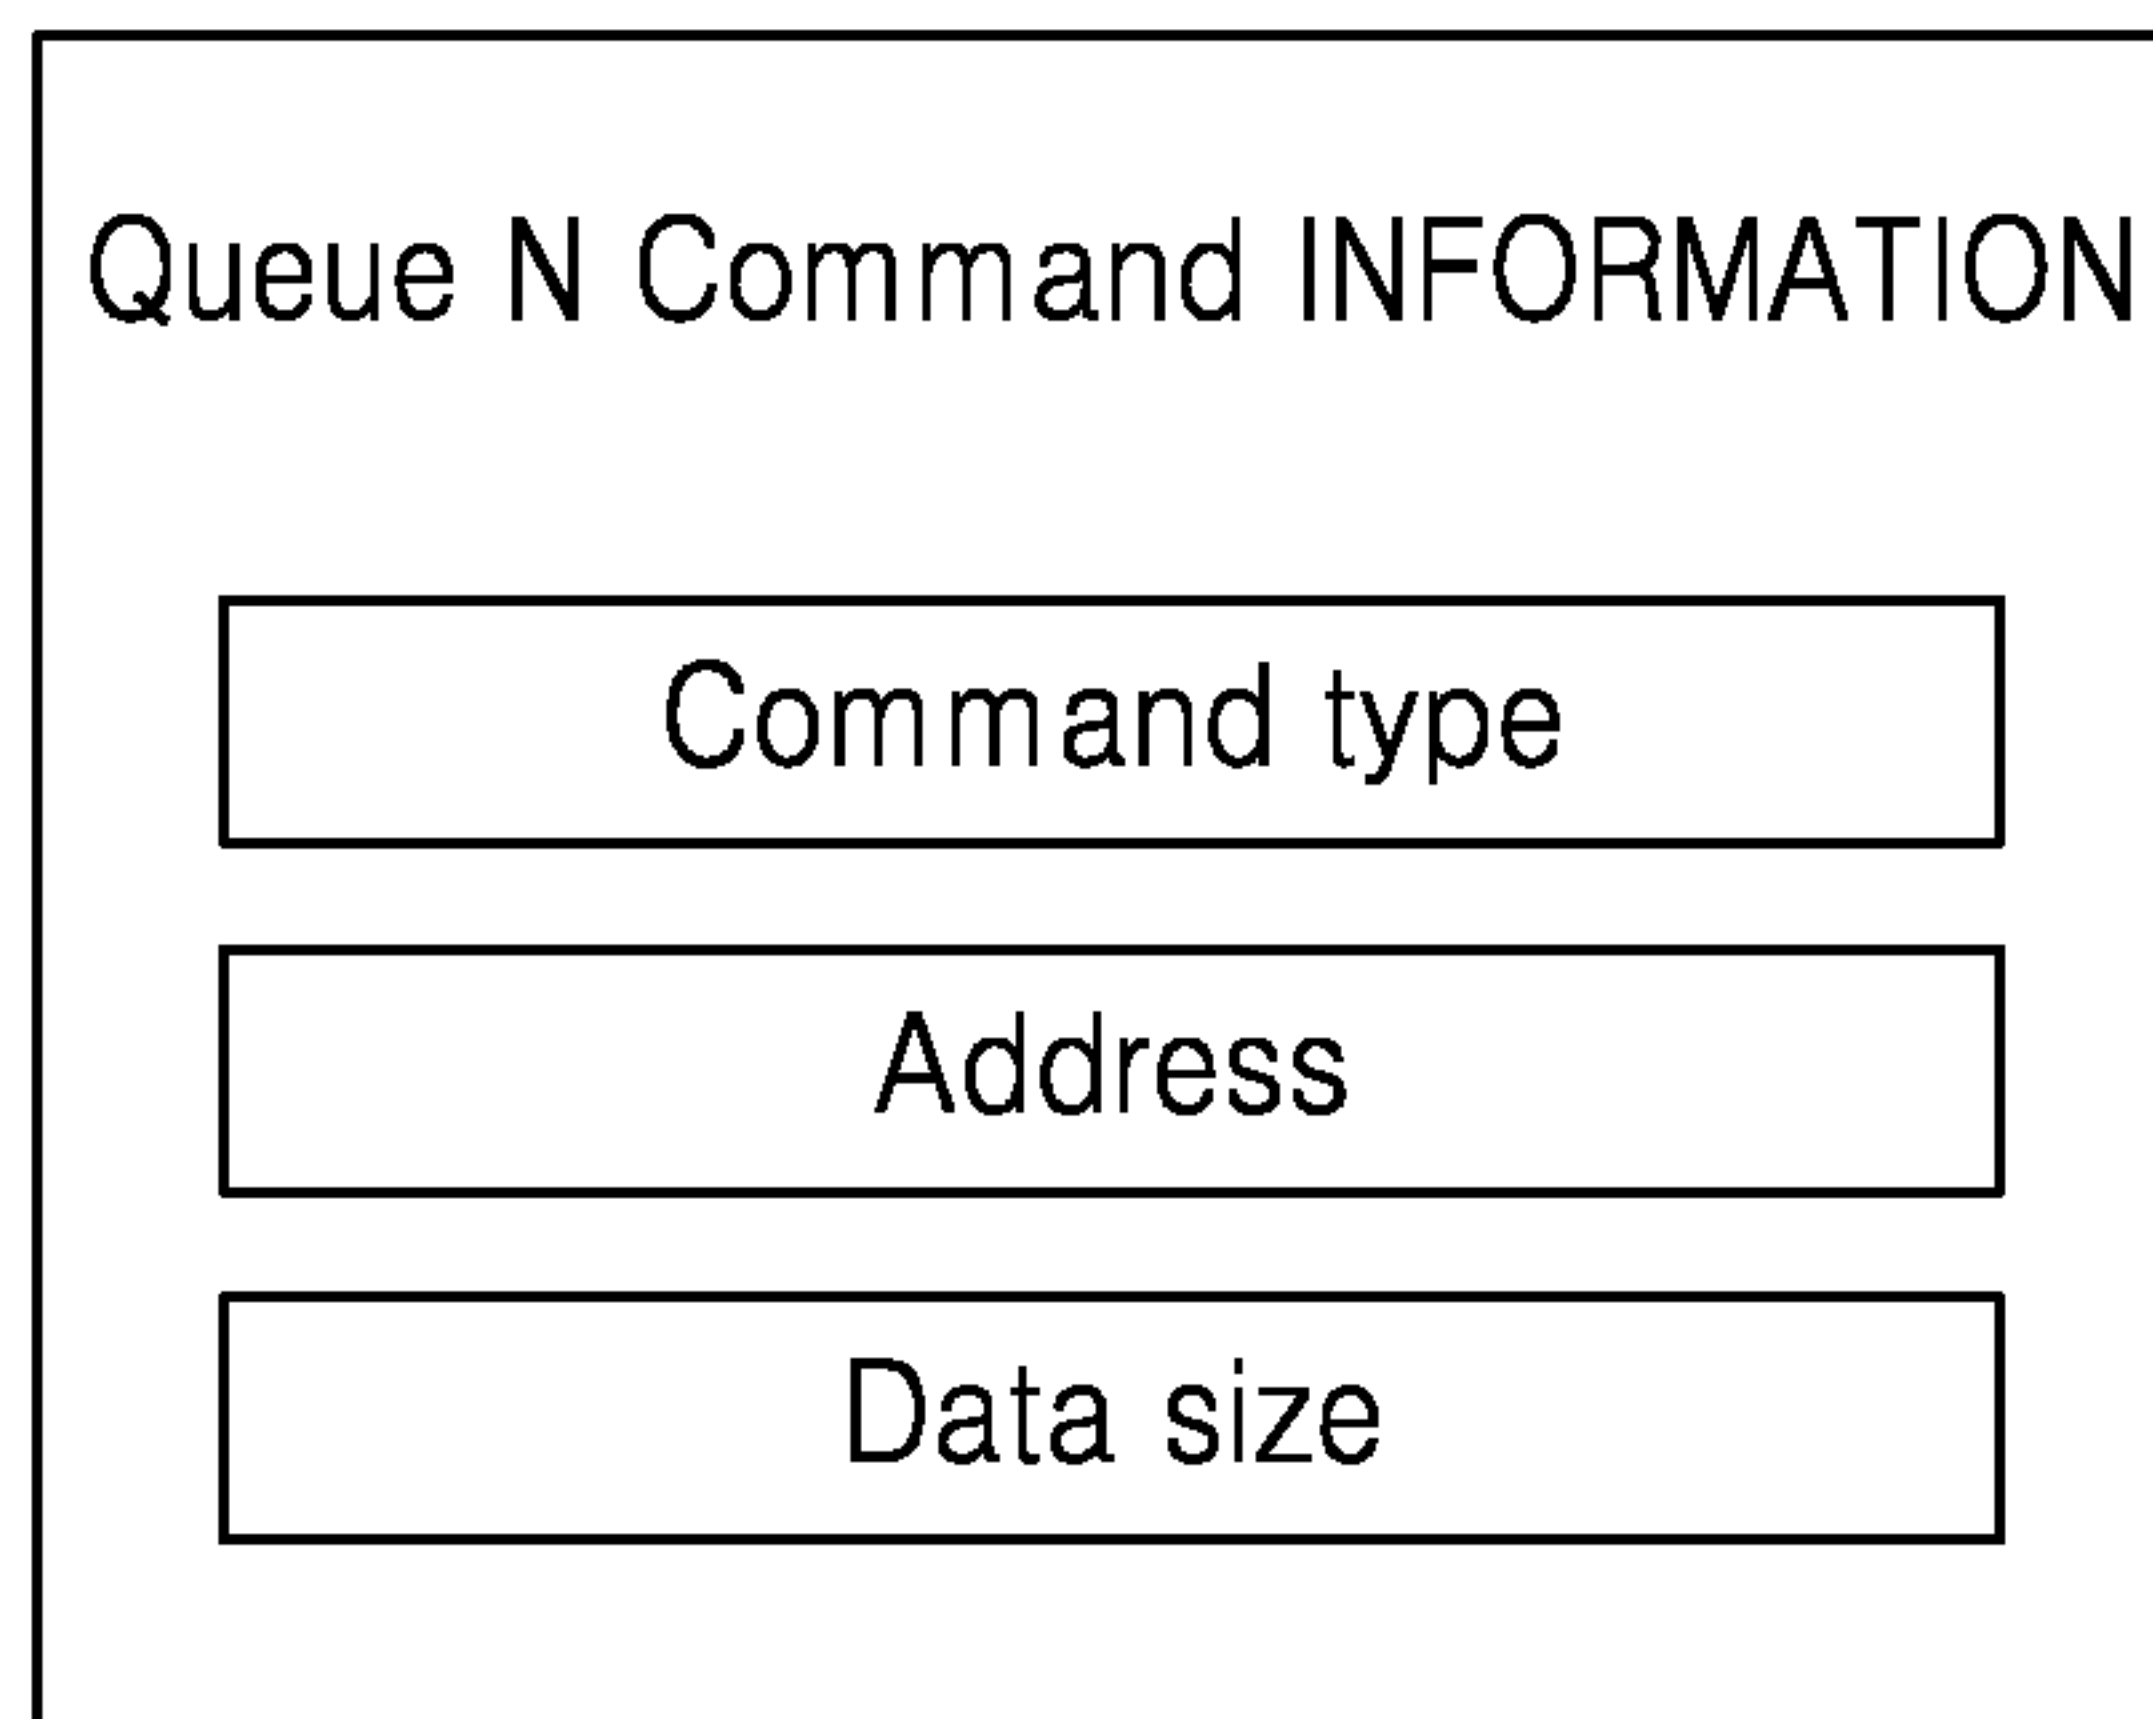 Queue N Command INFORMATION
Command type
Address
Data size